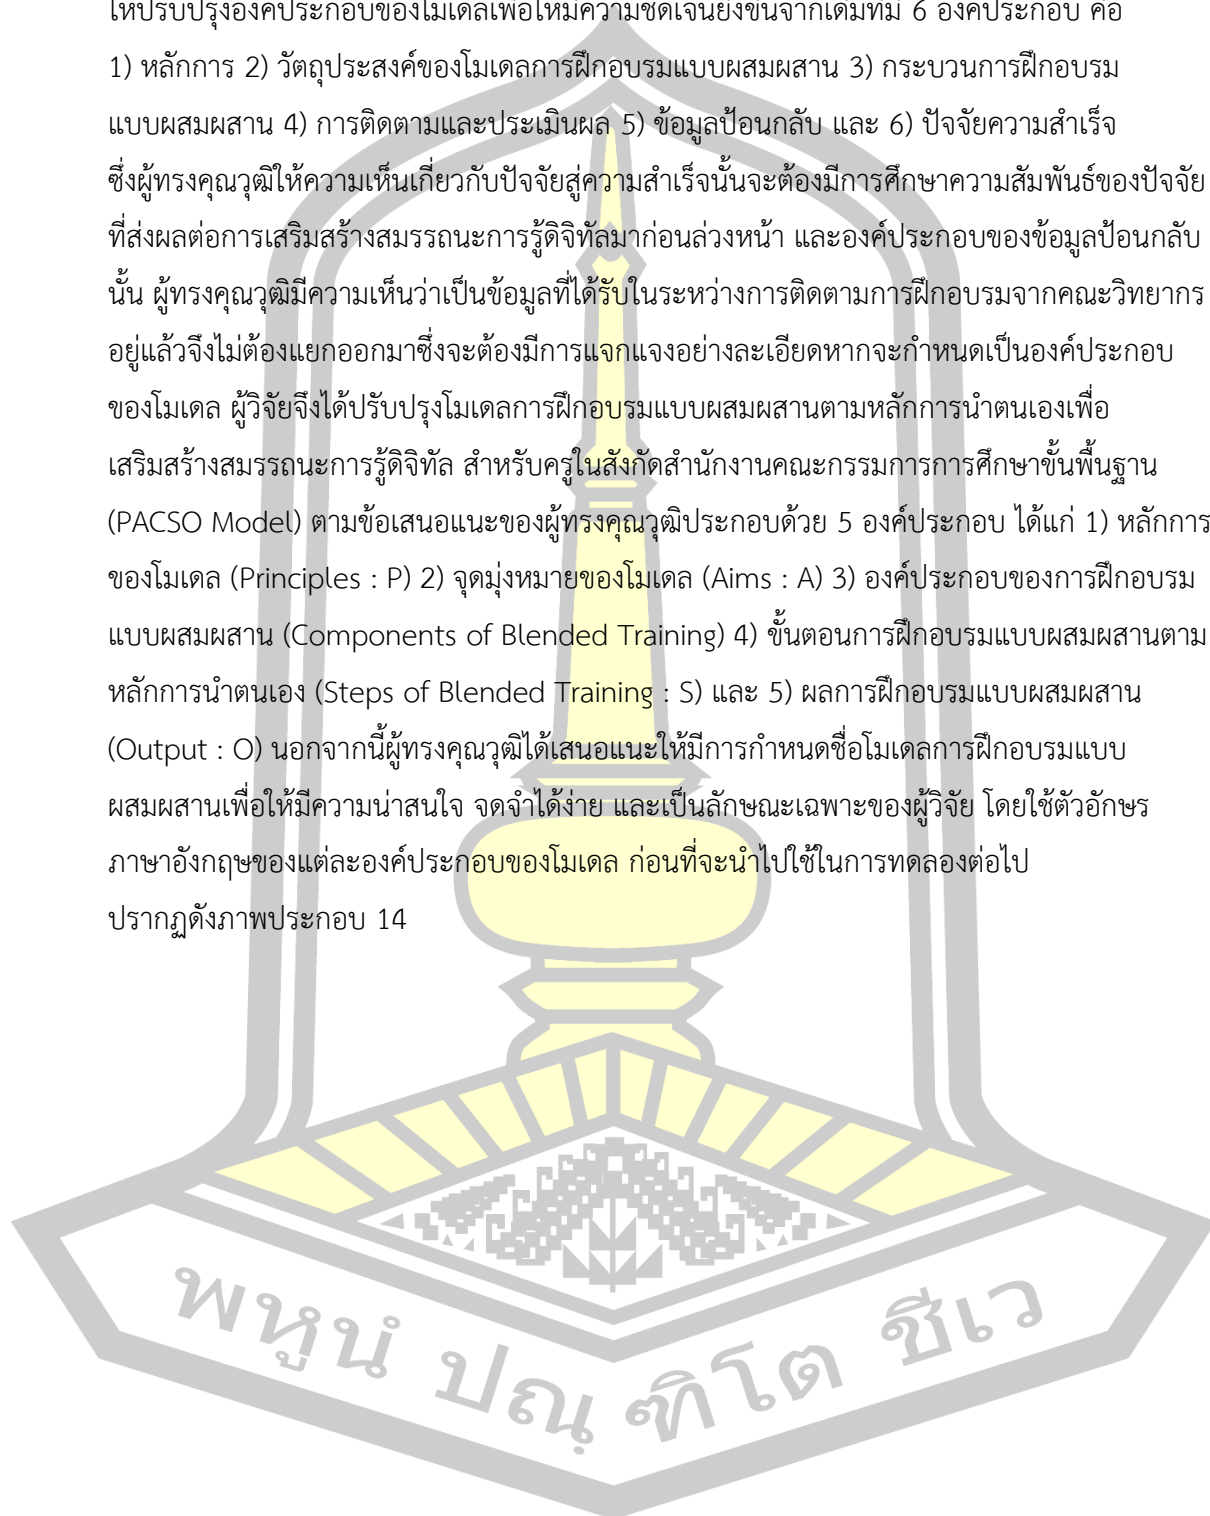 ให้ปรับปรุงองค์ประกอบของโมเดลเพื่อให้มีความชัดเจนยิ่งขึ้นจากเดิมที่มี 6 องค์ประกอบ คือ
1) หลักการ 2) วัตถุประสงค์ของโมเดลการฝึกอบรมแบบผสมผสาน 3) กระบวนการฝึกอบรม
แบบผสมผสาน 4) การติดตามและประเมินผล 5) ข้อมูลป้อนกลับ และ 6) ปัจจัยความสำเร็จ
ซึ่งผู้ทรงคุณวุฒิให้ความเห็นเกี่ยวกับปัจจัยสู่ความสำเร็จนั้นจะต้องมีการศึกษาความสัมพันธ์ของปัจจัย
ที่ส่งผลต่อการเสริมสร้างสมรรถนะการรู้ดิจิทัลมาก่อนล่วงหน้า และองค์ประกอบของข้อมูลป้อนกลับ
นั้น ผู้ทรงคุณวุฒิมีความเห็นว่าเป็นข้อมูลที่ได้รับในระหว่างการติดตามการฝึกอบรมจากคณะวิทยากร
อยู่แล้วจึงไม่ต้องแยกออกมาซึ่งจะต้องมีการแจกแจงอย่างละเอียดหากจะกำหนดเป็นองค์ประกอบ
ของโมเดล ผู้วิจัยจึงได้ปรับปรุงโมเดลการฝึกอบรมแบบผสมผสานตามหลักการนำตนเองเพื่อ
เสริมสร้างสมรรถนะการรู้ดิจิทัล สำหรับครูในสังกัดสำนักงานคณะกรรมการการศึกษาขั้นพื้นฐาน
(PACSO Model) ตามข้อเสนอแนะของผู้ทรงคุณวุฒิประกอบด้วย 5 องค์ประกอบ ได้แก่ 1) หลักการ
ของโมเดล (Principles : P) 2) จุดมุ่งหมายของโมเดล (Aims : A) 3) องค์ประกอบของการฝึกอบรม
แบบผสมผสาน (Components of Blended Training) 4) ขั้นตอนการฝึกอบรมแบบผสมผสานตาม
หลักการนำตนเอง (Steps of Blended Training : S) และ 5) ผลการฝึกอบรมแบบผสมผสาน
(Output : O) นอกจากนี้ผู้ทรงคุณวุฒิได้เสนอแนะให้มีการกำหนดชื่อโมเดลการฝึกอบรมแบบ
ผสมผสานเพื่อให้มีความน่าสนใจ จดจำได้ง่าย และเป็นลักษณะเฉพาะของผู้วิจัย โดยใช้ตัวอักษร
ภาษาอังกฤษของแต่ละองค์ประกอบของโมเดล ก่อนที่จะนำไปใช้ในการทดลองต่อไป
ปรากฏดังภาพประกอบ 14
พหูนํ ปณฺฑิโต ชีเว